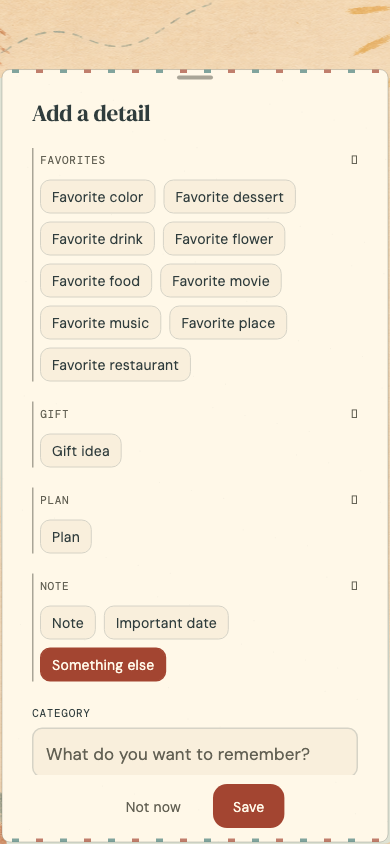 Add a detail
FAVORITES
Favorite color Favorite dessert
Favorite drink Favorite flower
Favorite food Favorite movie
Favorite music Favorite place
Favorite restaurant
GIFT
Gift idea
PLAN
Plan
NOTE
Note Important date
Something else
CATEGORY
What do you want to remember?
Not now Save